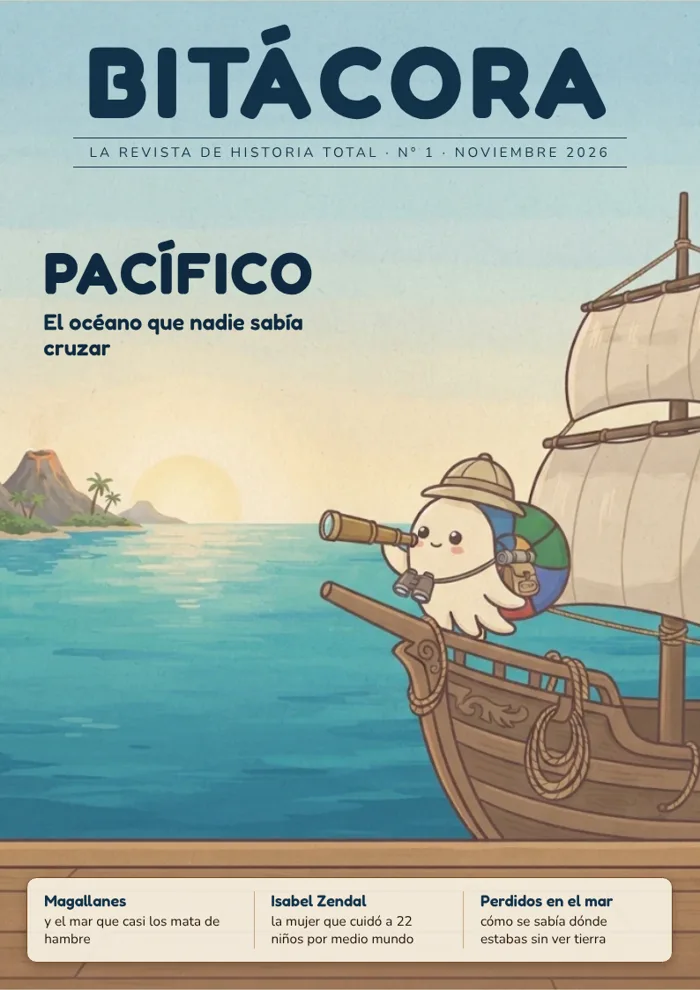 BITÁCORA
LA REVISTA DE HISTORIA TOTAL · N° 1 · NOVIEMBRE 2026
PACÍFICO
El océano que nadie sabía
cruzar
Magallanes
y el mar que casi los mata de
hambre
Isabel Zendal
la mujer que cuidó a 22
niños por medio mundo
Perdidos en el mar
cómo se sabía dónde
estabas sin ver tierra